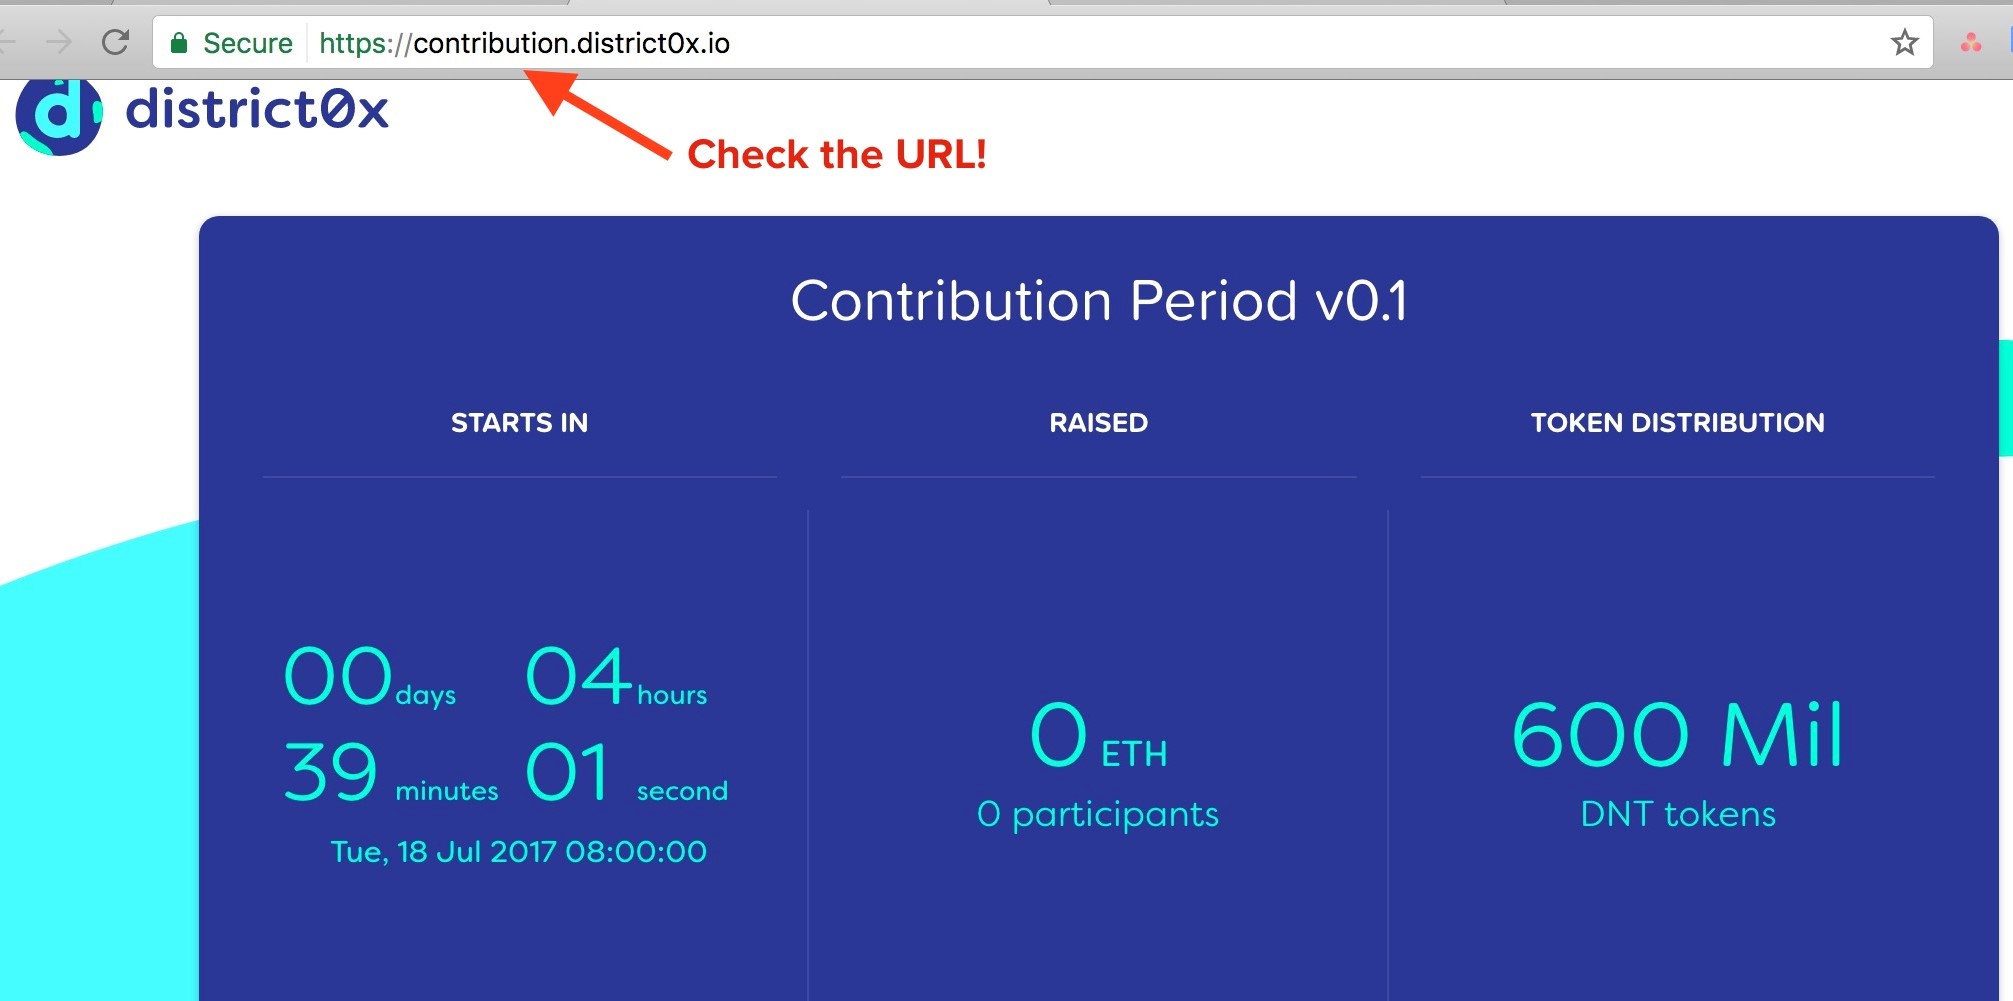 Secure https://contribution.district0x.io
district0x
Check the URL!
Contribution Period v0.1
STARTS IN
RAISED
TOKEN DISTRIBUTION
00 days 04 hours
39 minutes 01 second
Tue, 18 Jul 2017 08:00:00
0 ETH
0 participants
600 Mil
DNT tokens